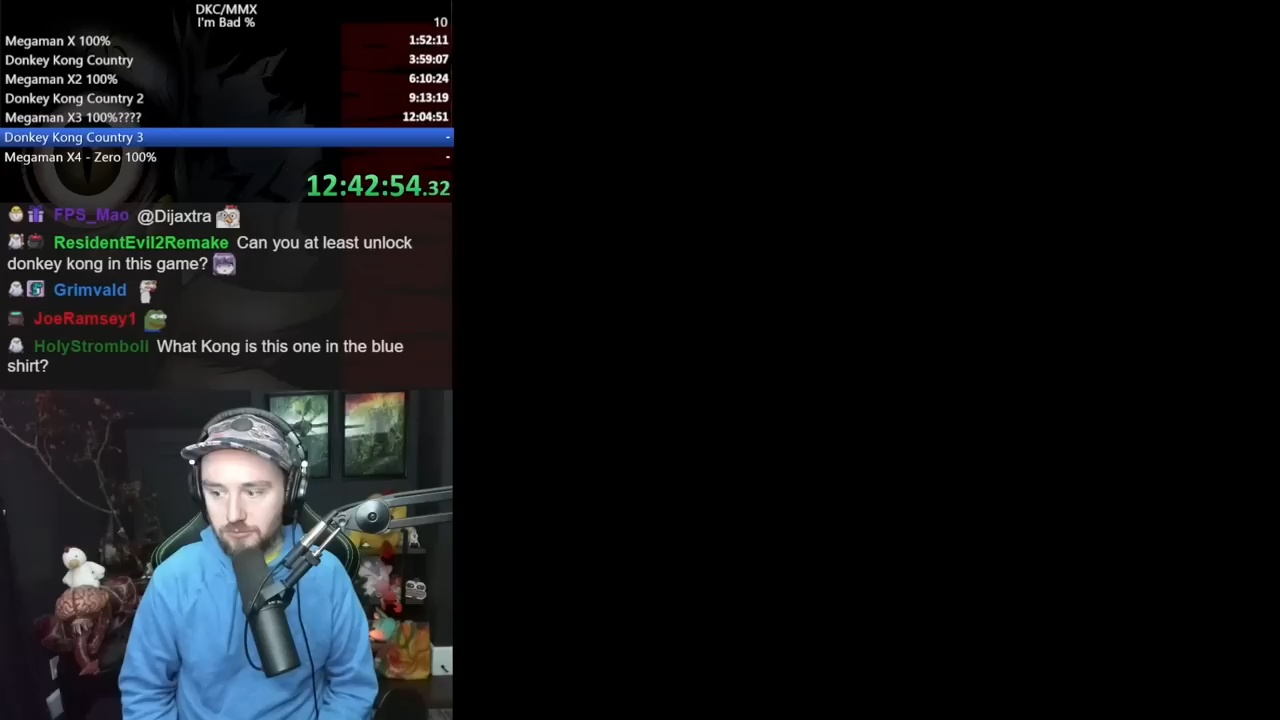 DKC/MMX
I'm Bad %
10
Megaman X 100% 1:52:11
Donkey Kong Country 3:59:07
Megaman X2 100% 6:10:24
Donkey Kong Country 2 9:13:19
Megaman X3 100%???? 12:04:51
Donkey Kong Country 3 -
Megaman X4 - Zero 100% -
12:42:54.32
FPS_Mao @Dijaxtra
ResidentEvil2Remake Can you at least unlock
donkey kong in this game?
Grimvald
JoeRamsey1
HolyStromboli What Kong is this one in the blue
shirt?